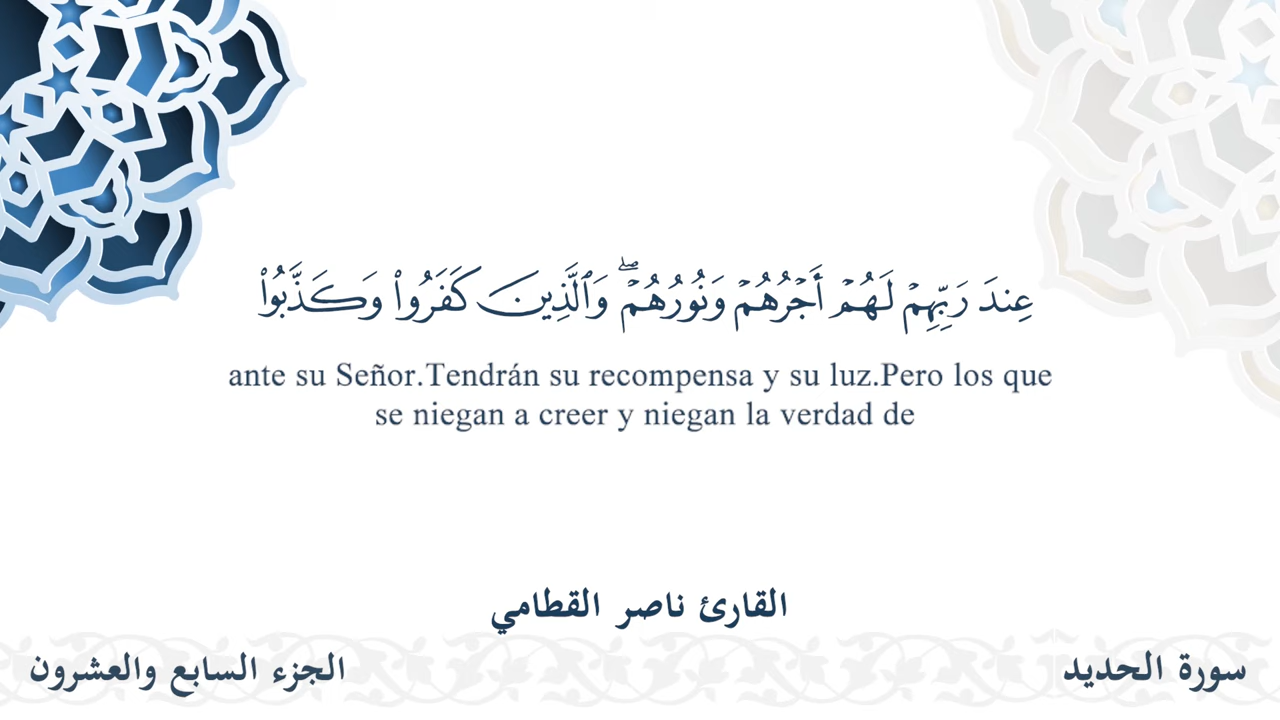 عِندَ رَبِّهِمۡ لَهُمۡ أَجۡرُهُمۡ وَنُورُهُمۡۖ وَٱلَّذِينَ كَفَرُواْ وَكَذَّبُواْ
ante su Señor.Tendrán su recompensa y su luz.Pero los que
se niegan a creer y niegan la verdad de
القارئ ناصر القطامي
سورة الحديد
الجزء السابع والعشرون